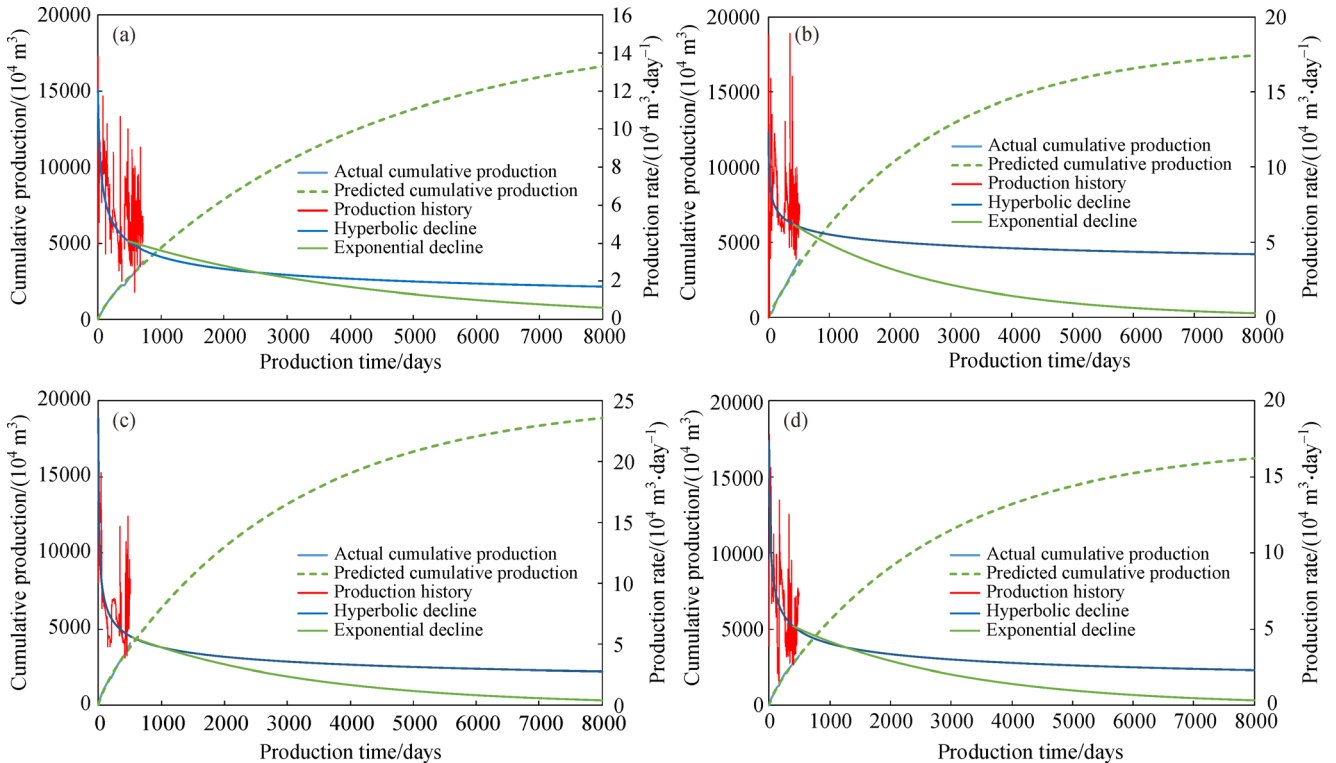 (a)
Cumulative production/(10⁴ m³)
20000
15000
10000
5000
0
16
14
12
10
8
6
4
2
0
Production rate/(10⁴ m³·day⁻¹)
Actual cumulative production
Predicted cumulative production
Production history
Hyperbolic decline
Exponential decline
0 1000 2000 3000 4000 5000 6000 7000 8000
Production time/days
(b)
Cumulative production/(10⁴ m³)
20000
15000
10000
5000
0
20
15
10
5
0
Production rate/(10⁴ m³·day⁻¹)
Actual cumulative production
Predicted cumulative production
Production history
Hyperbolic decline
Exponential decline
0 1000 2000 3000 4000 5000 6000 7000 8000
Production time/days
(c)
Cumulative production/(10⁴ m³)
20000
15000
10000
5000
0
25
20
15
10
5
0
Production rate/(10⁴ m³·day⁻¹)
Actual cumulative production
Predicted cumulative production
Production history
Hyperbolic decline
Exponential decline
0 1000 2000 3000 4000 5000 6000 7000 8000
Production time/days
(d)
Cumulative production/(10⁴ m³)
20000
15000
10000
5000
0
20
15
10
5
0
Production rate/(10⁴ m³·day⁻¹)
Actual cumulative production
Predicted cumulative production
Production history
Hyperbolic decline
Exponential decline
0 1000 2000 3000 4000 5000 6000 7000 8000
Production time/days